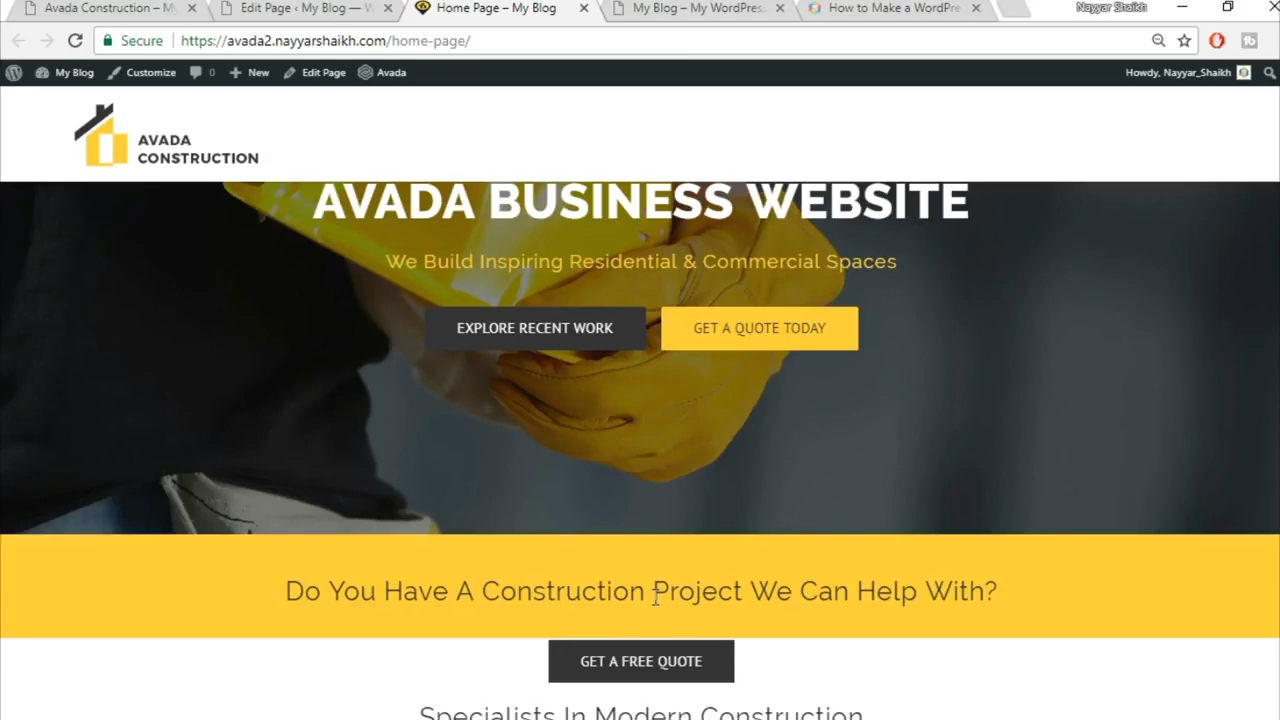 Avada Construction – My
Edit Page ‹ My Blog — W
Home Page – My Blog
My Blog – My WordPress
How to Make a WordPre
Nayyar Shaikh
Secure
https://avada2.nayyarshaikh.com/home-page/
My Blog
Customize
0
New
Edit Page
Avada
Howdy, Nayyar_Shaikh
AVADA
CONSTRUCTION
AVADA BUSINESS WEBSITE
We Build Inspiring Residential & Commercial Spaces
EXPLORE RECENT WORK
GET A QUOTE TODAY
Do You Have A Construction Project We Can Help With?
GET A FREE QUOTE
Specialists In Modern Construction